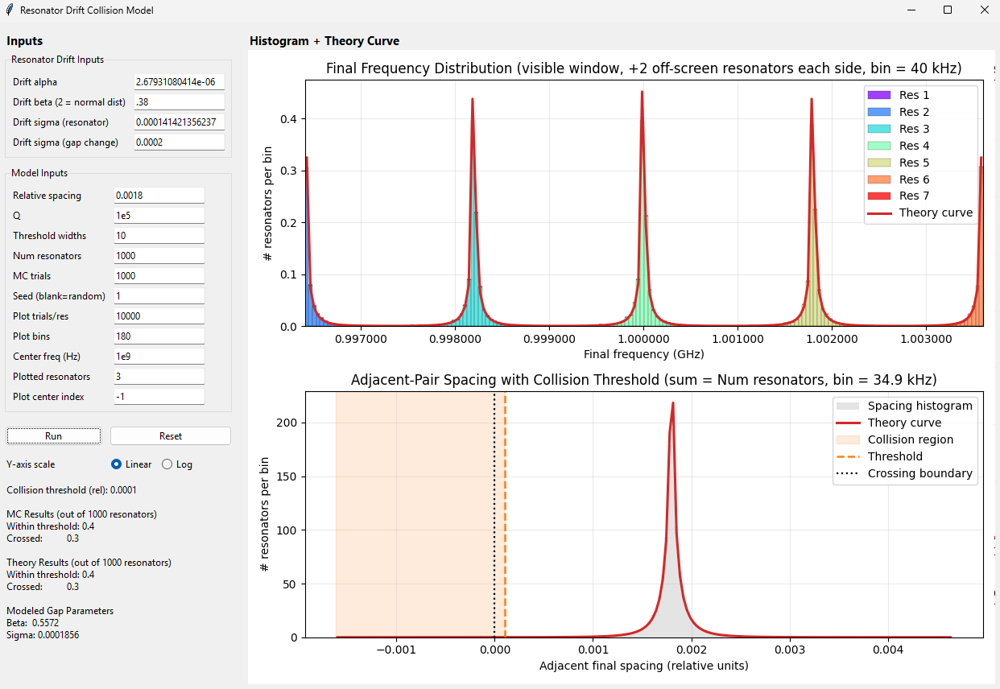 Resonator Drift Collision Model
Inputs
Resonator Drift Inputs
Drift alpha 2.67931080414e-06
Drift beta (2 = normal dist) .38
Drift sigma (resonator) 0.000141421356237
Drift sigma (gap change) 0.0002
Model Inputs
Relative spacing 0.0018
Q 1e5
Threshold widths 10
Num resonators 1000
MC trials 1000
Seed (blank=random) 1
Plot trials/res 10000
Plot bins 180
Center freq (Hz) 1e9
Plotted resonators 3
Plot center index -1
Run Reset
Y-axis scale Linear Log
Collision threshold (rel): 0.0001
MC Results (out of 1000 resonators)
Within threshold: 0.4
Crossed: 0.3
Theory Results (out of 1000 resonators)
Within threshold: 0.4
Crossed: 0.3
Modeled Gap Parameters
Beta: 0.5572
Sigma: 0.0001856
Histogram + Theory Curve
Final Frequency Distribution (visible window, +2 off-screen resonators each side, bin = 40 kHz)
# resonators per bin
0.4
0.3
0.2
0.1
0.0
Res 1
Res 2
Res 3
Res 4
Res 5
Res 6
Res 7
Theory curve
0.997000 0.998000 0.999000 1.000000 1.001000 1.002000 1.003000
Final frequency (GHz)
Adjacent-Pair Spacing with Collision Threshold (sum = Num resonators, bin = 34.9 kHz)
# resonators per bin
200
150
100
50
0
Spacing histogram
Theory curve
Collision region
Threshold
Crossing boundary
−0.001 0.000 0.001 0.002 0.003 0.004
Adjacent final spacing (relative units)